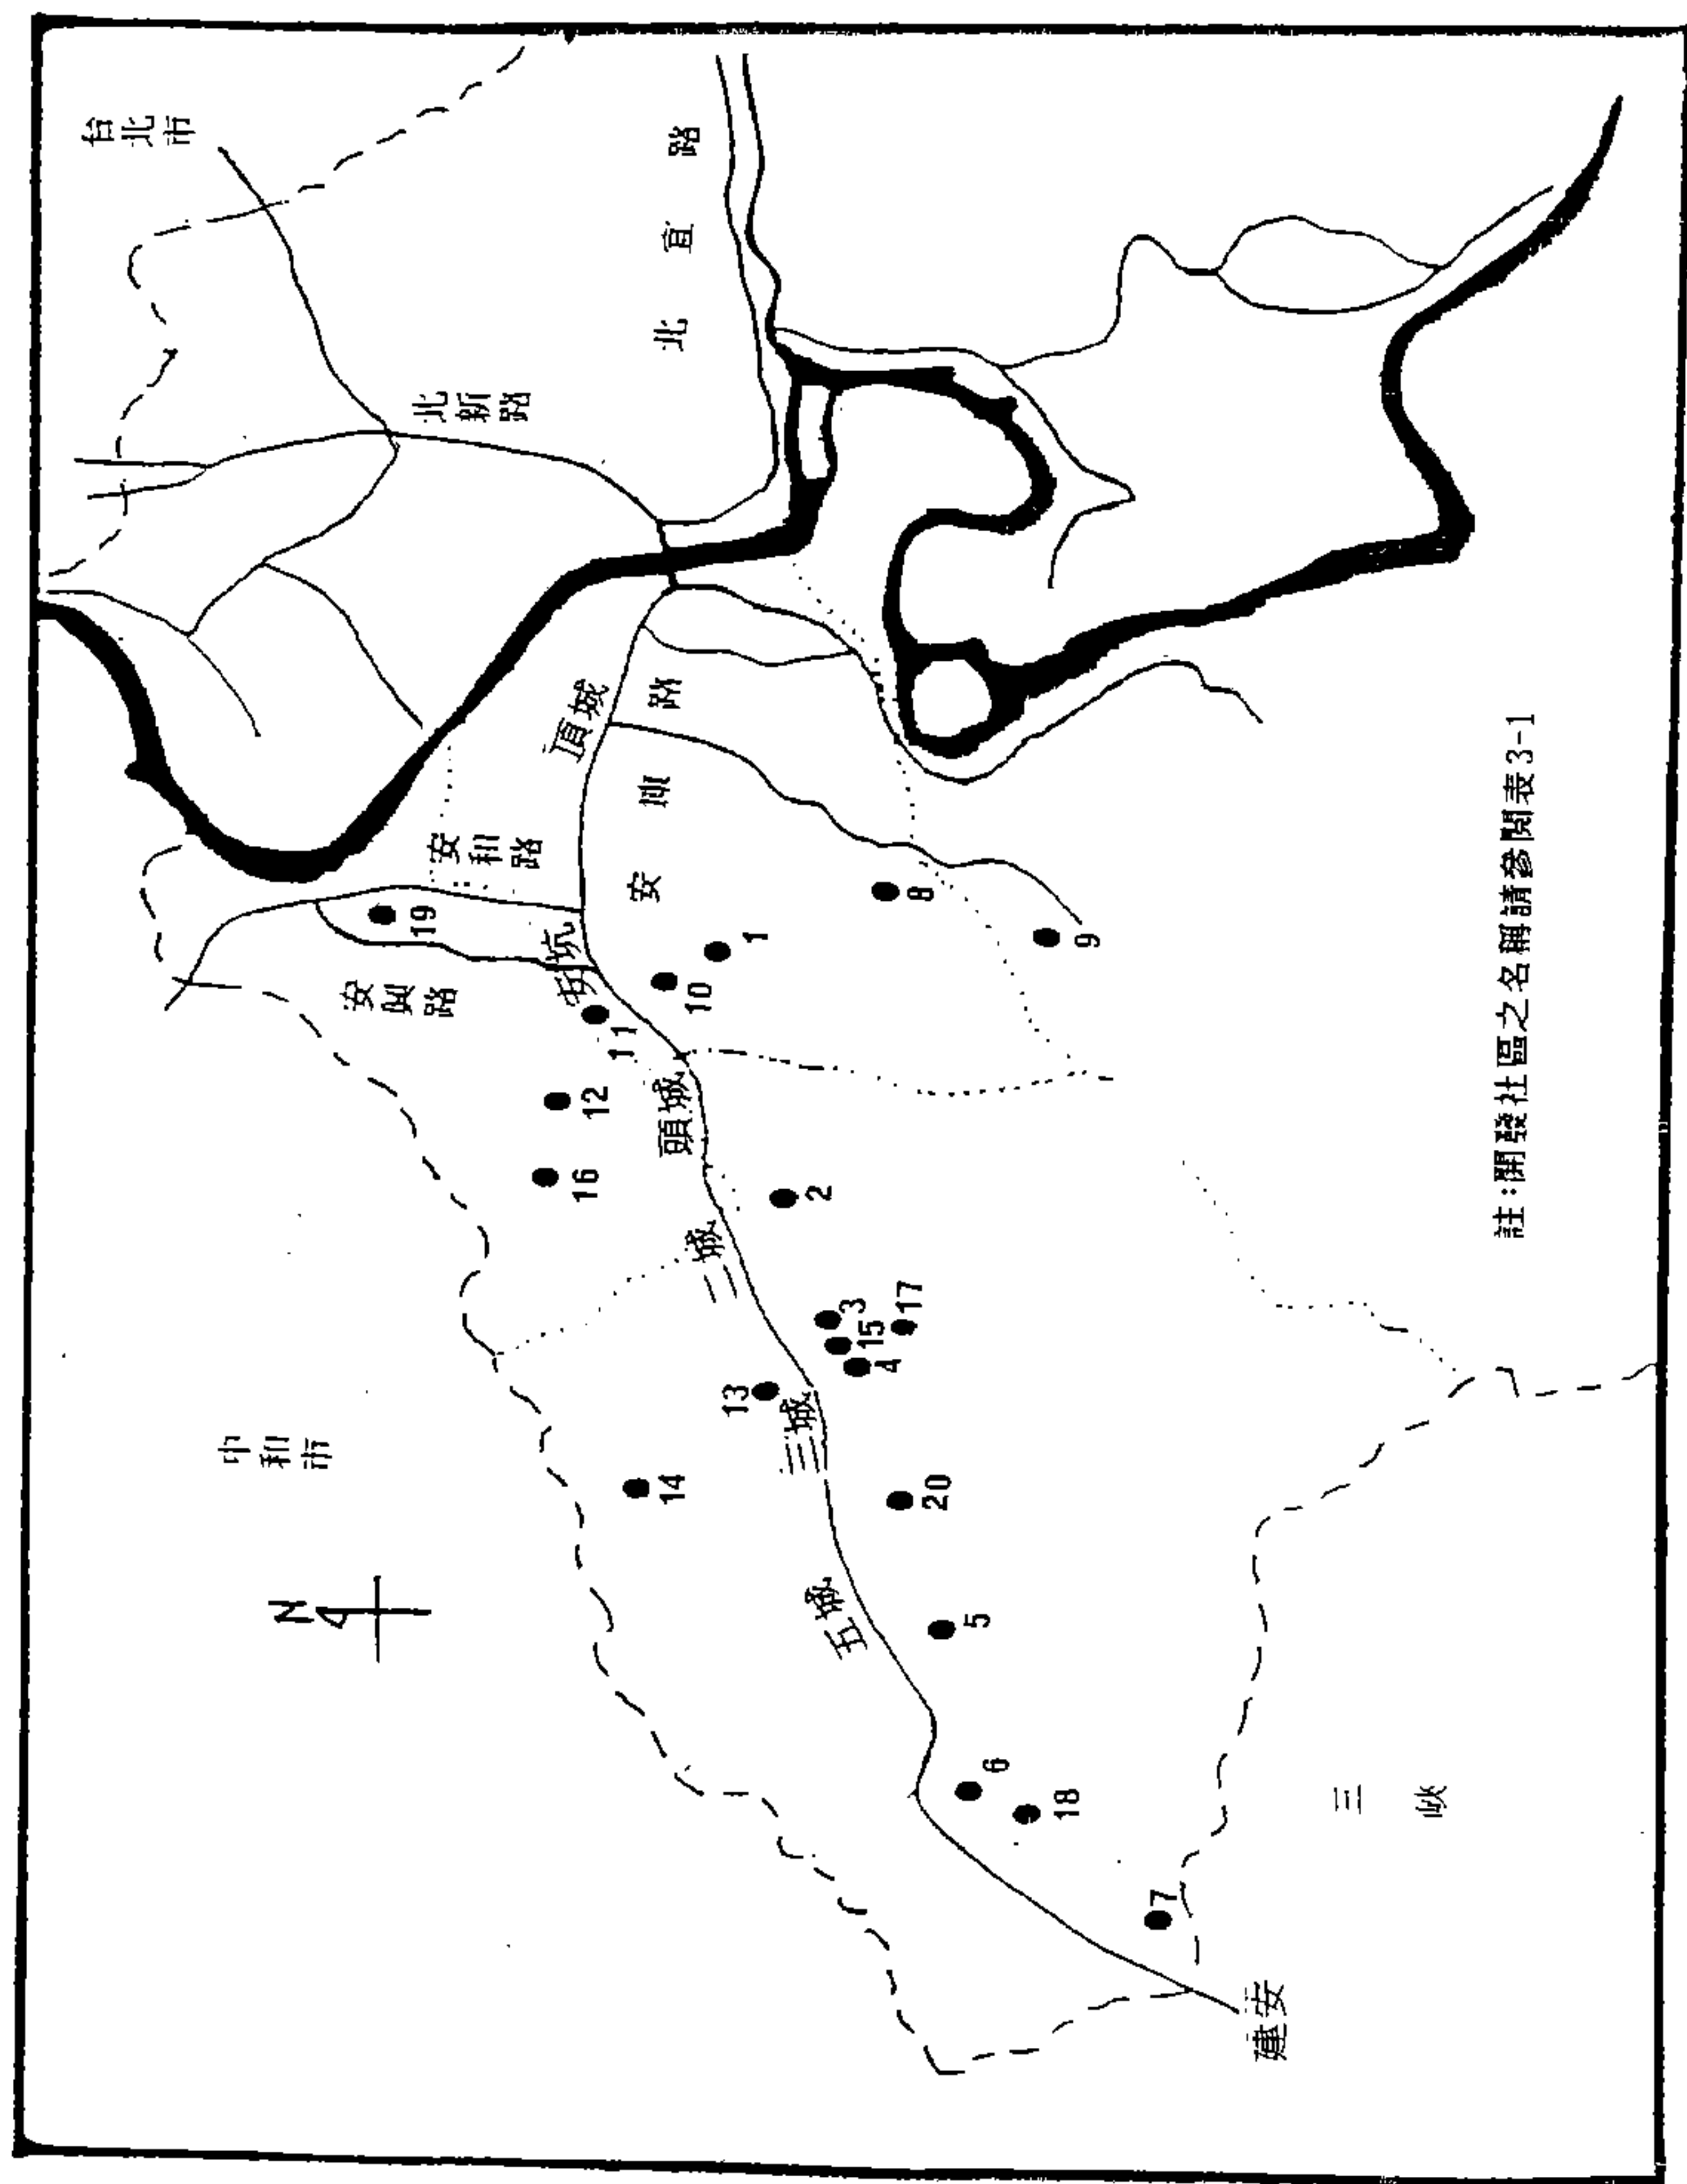 台北市
北新路
北宜路
頂城
安和路
安康路
安坑
安興路
頭城
二城
中和市
三城
五城
三峽
建安
N
1
2
3
4
5
6
7
8
9
10
11
12
13
14
15
16
17
18
19
20
註:開發社區之名稱請參閱表3-1